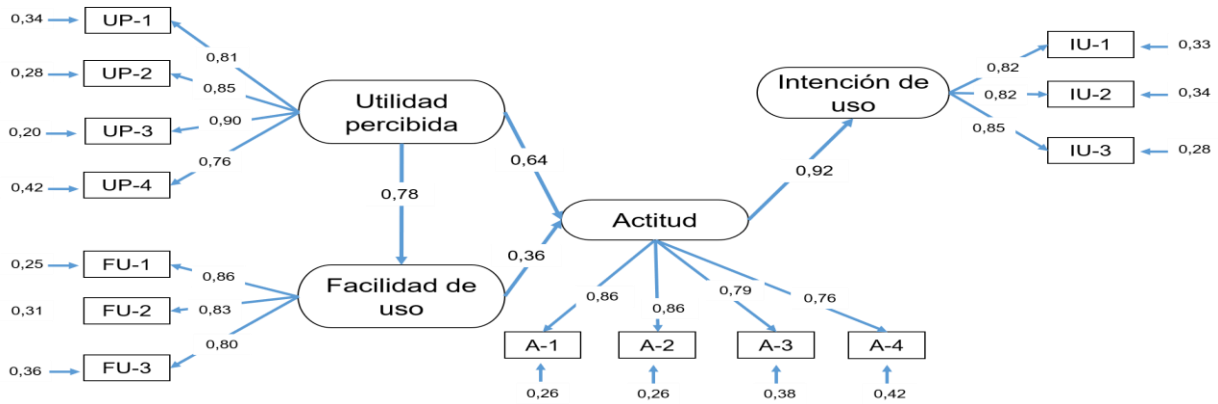 0,34
UP-1
0,81
0,28
UP-2
0,85
0,20
UP-3
0,90
0,42
UP-4
0,76
Utilidad
percibida
0,78
0,64
0,25
FU-1
0,86
0,31
FU-2
0,83
0,36
FU-3
0,80
Facilidad de
uso
0,36
Actitud
0,92
0,86
0,86
0,79
0,76
A-1
A-2
A-3
A-4
0,26
0,26
0,38
0,42
Intención de
uso
0,82
IU-1
0,33
0,82
IU-2
0,34
0,85
IU-3
0,28